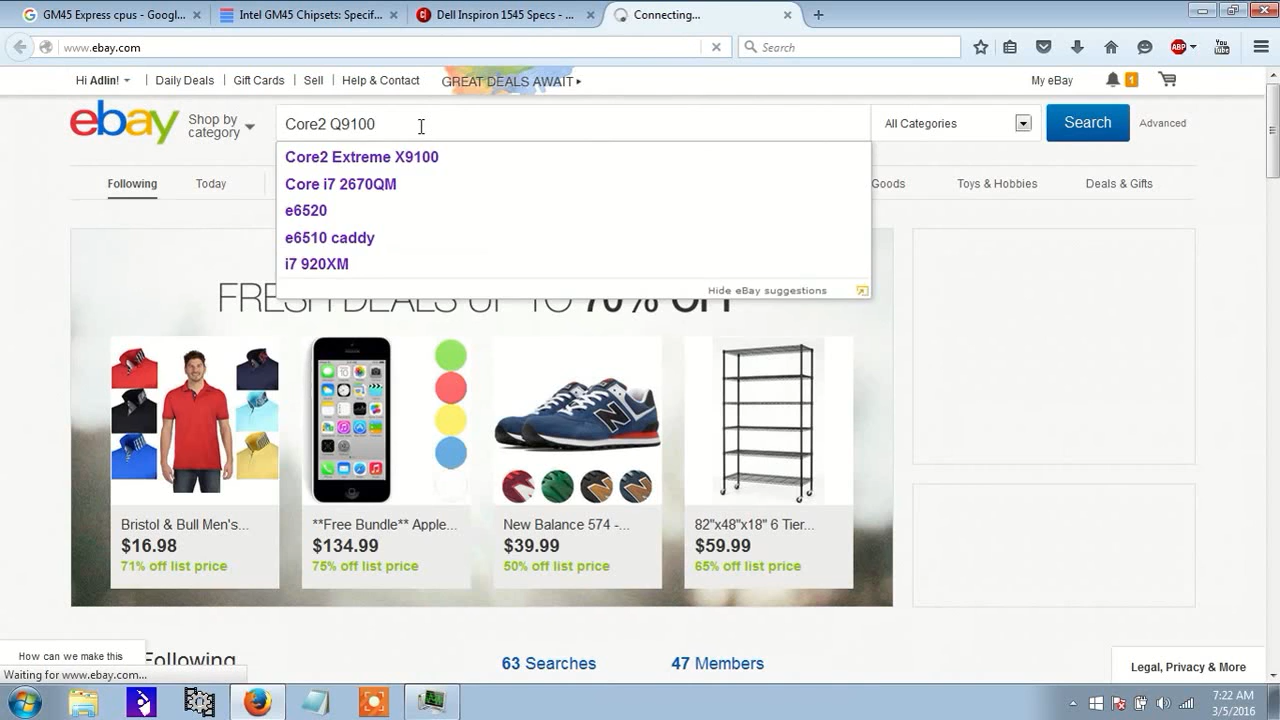 GM45 Express cpus - Googl...
Intel GM45 Chipsets: Specif...
Dell Inspiron 1545 Specs - ...
Connecting...
www.ebay.com
Search
ABP
You
Tube
Hi Adlin!
Daily Deals
Gift Cards
Sell
Help & Contact
GREAT DEALS AWAIT
My eBay
1
ebay
Shop by
category
Core2 Q9100
All Categories
Search
Advanced
Core2 Extreme X9100
Core i7 2670QM
e6520
e6510 caddy
i7 920XM
Hide eBay suggestions
Following
Today
Goods
Toys & Hobbies
Deals & Gifts
FRESH DEALS UP TO 70% OFF
Bristol & Bull Men's...
$16.98
71% off list price
**Free Bundle** Apple...
$134.99
75% off list price
New Balance 574 -...
$39.99
50% off list price
82"x48"x18" 6 Tier...
$59.99
65% off list price
How can we make this
Following
63 Searches
47 Members
Legal, Privacy & More
Waiting for www.ebay.com...
7:22 AM
3/5/2016